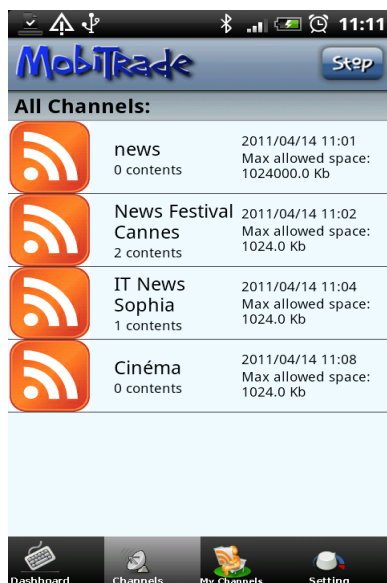 11:11
MobiTrade
Stop
All Channels:
news
0 contents
2011/04/14 11:01
Max allowed space:
1024000.0 Kb
News Festival
Cannes
2 contents
2011/04/14 11:02
Max allowed space:
1024.0 Kb
IT News
Sophia
1 contents
2011/04/14 11:04
Max allowed space:
1024.0 Kb
Cinéma
0 contents
2011/04/14 11:08
Max allowed space:
1024.0 Kb
Dashboard Channels My Channels Setting